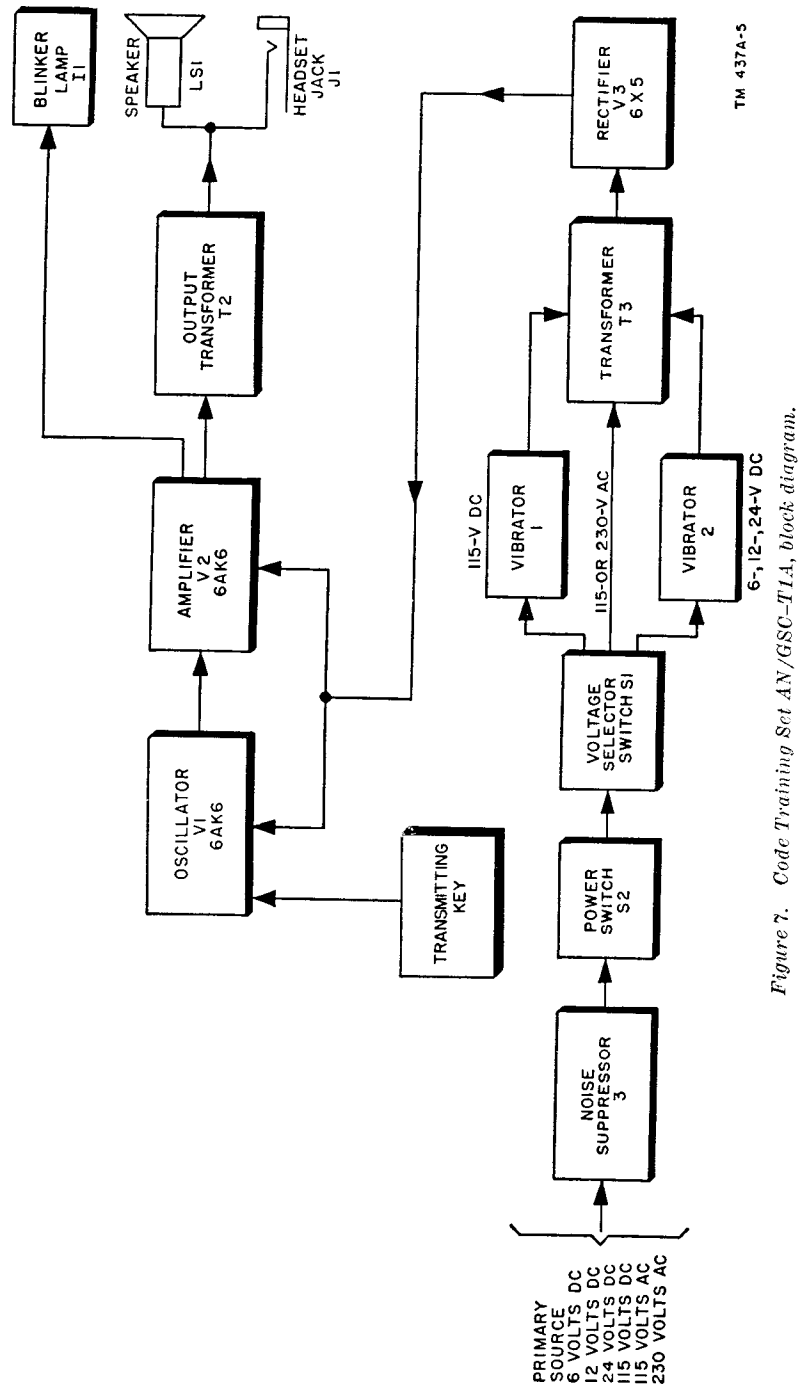 BLINKER
LAMP
I1
SPEAKER
LS1
HEADSET
JACK
J1
OUTPUT
TRANSFORMER
T2
AMPLIFIER
V2
6AK6
OSCILLATOR
V1
6AK6
TRANSMITTING
KEY
RECTIFIER
V3
6X5
TRANSFORMER
T3
115-V DC
VIBRATOR
1
115-OR 230-V AC
VIBRATOR
2
6-,12-,24-V DC
VOLTAGE
SELECTOR
SWITCH S1
POWER
SWITCH
S2
NOISE
SUPPRESSOR
3
PRIMARY
SOURCE
6 VOLTS DC
12 VOLTS DC
24 VOLTS DC
115 VOLTS DC
115 VOLTS AC
230 VOLTS AC
TM 437A-5
Figure 7. Code Training Set AN/GSC-T1A, block diagram.